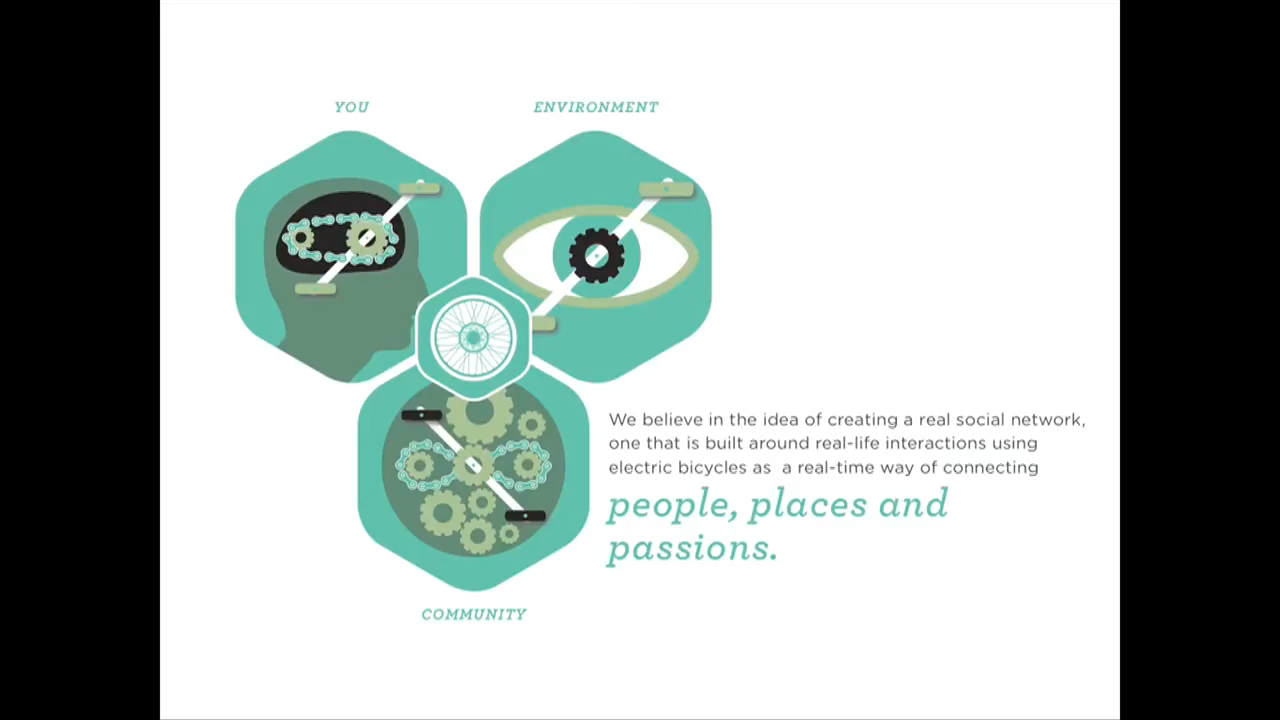 YOU
ENVIRONMENT
We believe in the idea of creating a real social network,
one that is built around real-life interactions using
electric bicycles as a real-time way of connecting
people, places and
passions.
COMMUNITY